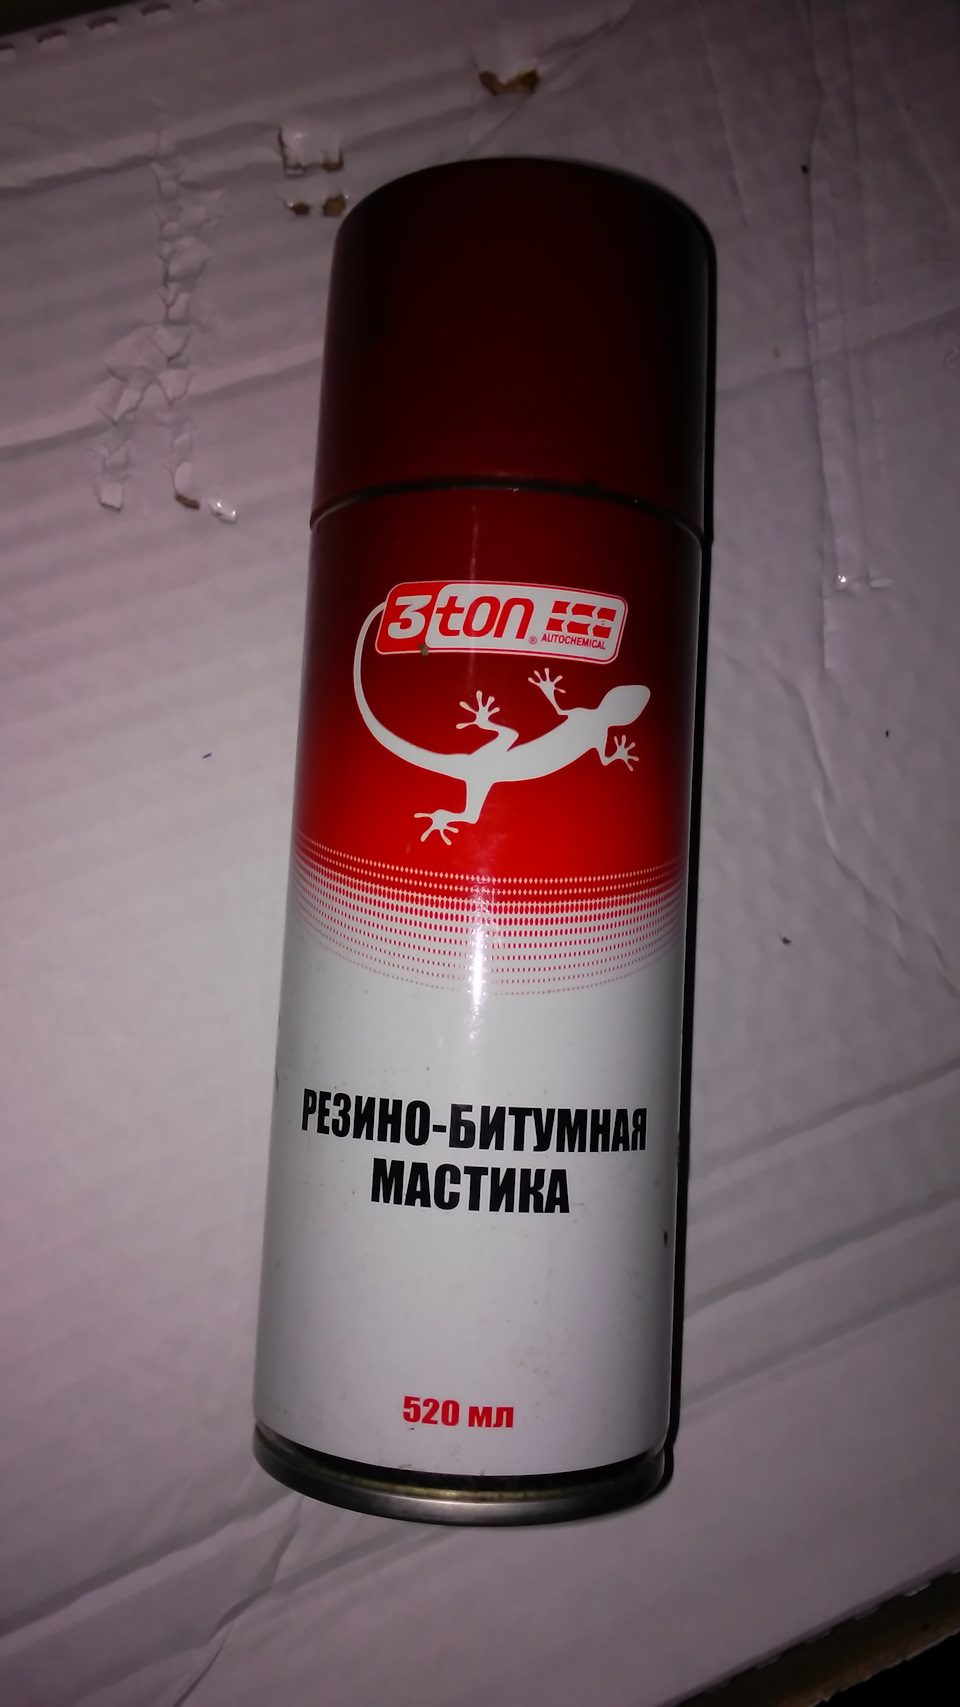 3ton®
AUTOCHEMICAL
РЕЗИНО-БИТУМНАЯ
МАСТИКА
520 мл